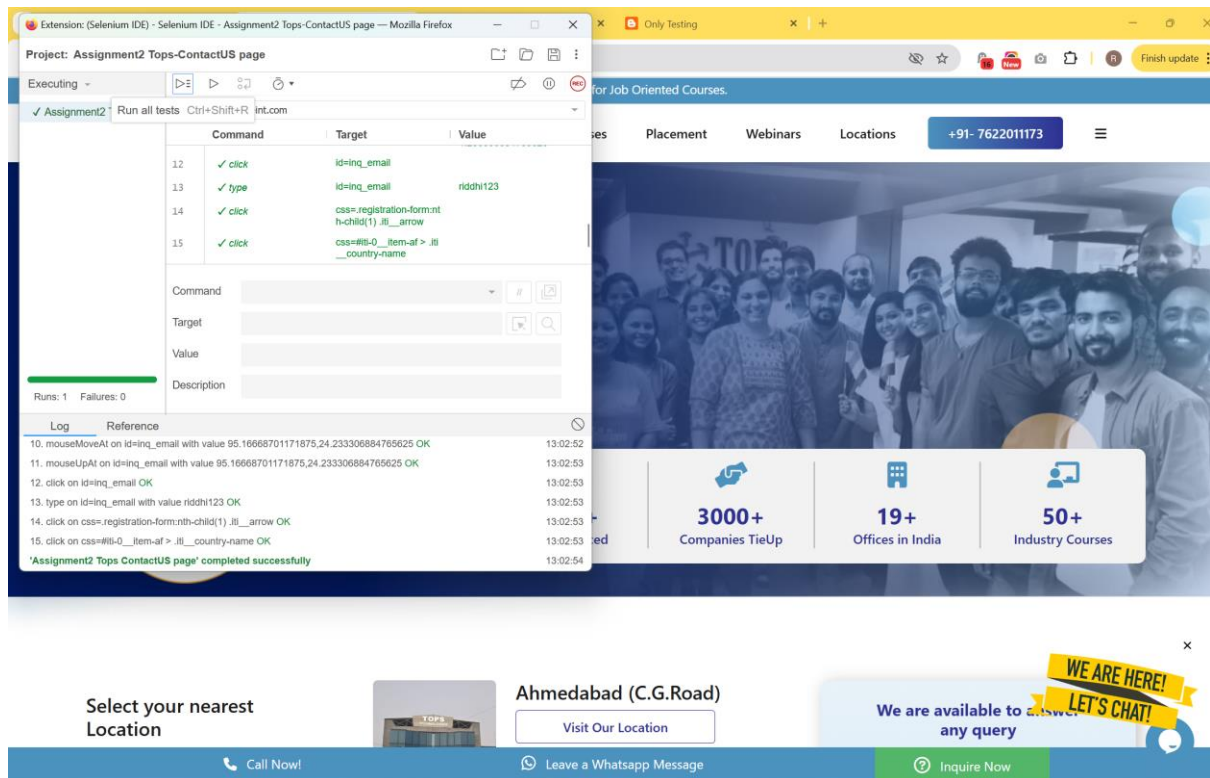 Extension: (Selenium IDE) - Selenium IDE - Assignment2 Tops-ContactUS page — Mozilla Firefox
Only Testing
Project: Assignment2 Tops-ContactUS page
16
New
R
Finish update
Executing
REC
for Job Oriented Courses.
✓ Assignment2
Run all tests Ctrl+Shift+R
int.com
Command Target Value
Placement Webinars Locations +91- 7622011173
12 ✓ click id=inq_email
13 ✓ type id=inq_email riddhi123
14 ✓ click css=.registration-form:nt
h-child(1) .iti__arrow
15 ✓ click css=#iti-0__item-af > .iti
__country-name
Command
//
Target
Value
Description
Runs: 1 Failures: 0
Log Reference
10. mouseMoveAt on id=inq_email with value 95.16668701171875,24.233306884765625 OK 13:02:52
11. mouseUpAt on id=inq_email with value 95.16668701171875,24.233306884765625 OK 13:02:53
12. click on id=inq_email OK 13:02:53
13. type on id=inq_email with value riddhi123 OK 13:02:53
14. click on css=.registration-form:nth-child(1) .iti__arrow OK 13:02:53
15. click on css=#iti-0__item-af > .iti__country-name OK 13:02:53
'Assignment2 Tops ContactUS page' completed successfully 13:02:54
TOP
3000+
Companies TieUp
19+
Offices in India
50+
Industry Courses
Select your nearest
Location
TOPS
Ahmedabad (C.G.Road)
Visit Our Location
We are available to answer
any query
WE ARE HERE!
LET'S CHAT!
Call Now!
Leave a Whatsapp Message
Inquire Now